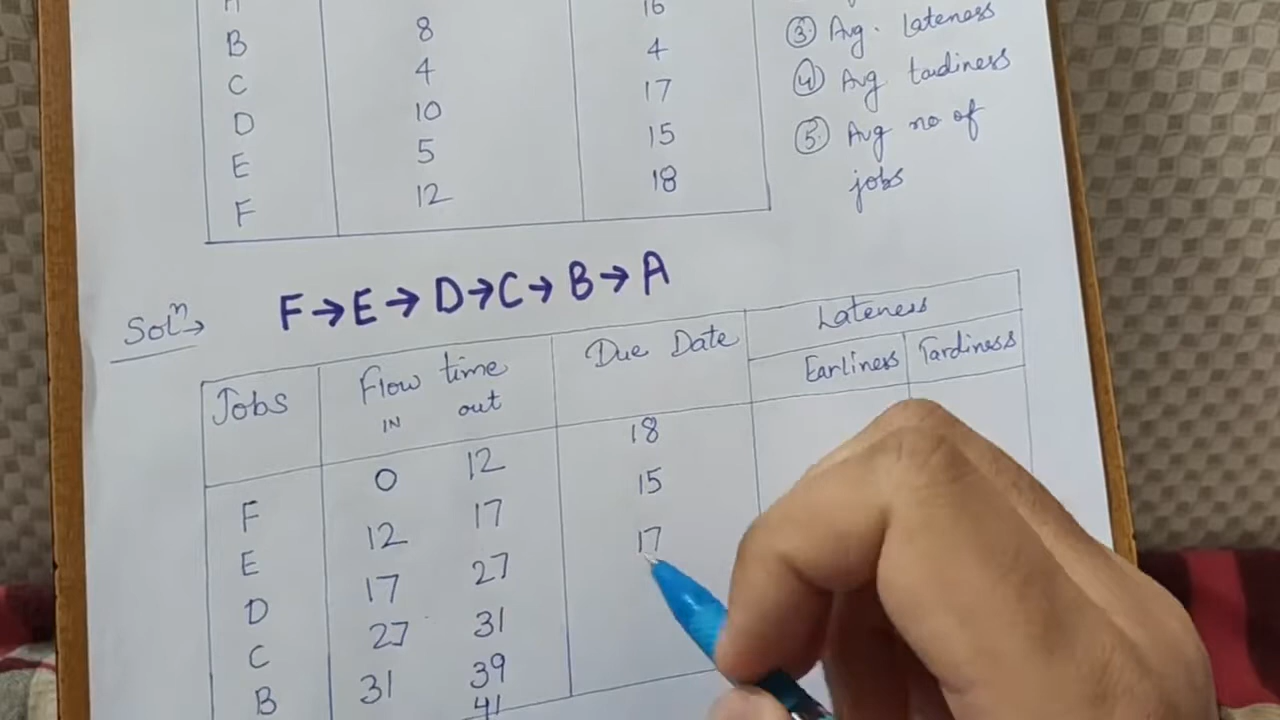 16
B 8 4
C 4 17
D 10 15
E 5 18
F 12
③ Avg. Lateness
④ Avg tardiness
⑤ Avg no of
jobs
Solⁿ→ F→E→D→C→B→A
Jobs Flow time Due Date Lateness
IN out Earliness Tardiness
F 0 12 18
E 12 17 15
D 17 27 17
C 27 31
B 31 39
41